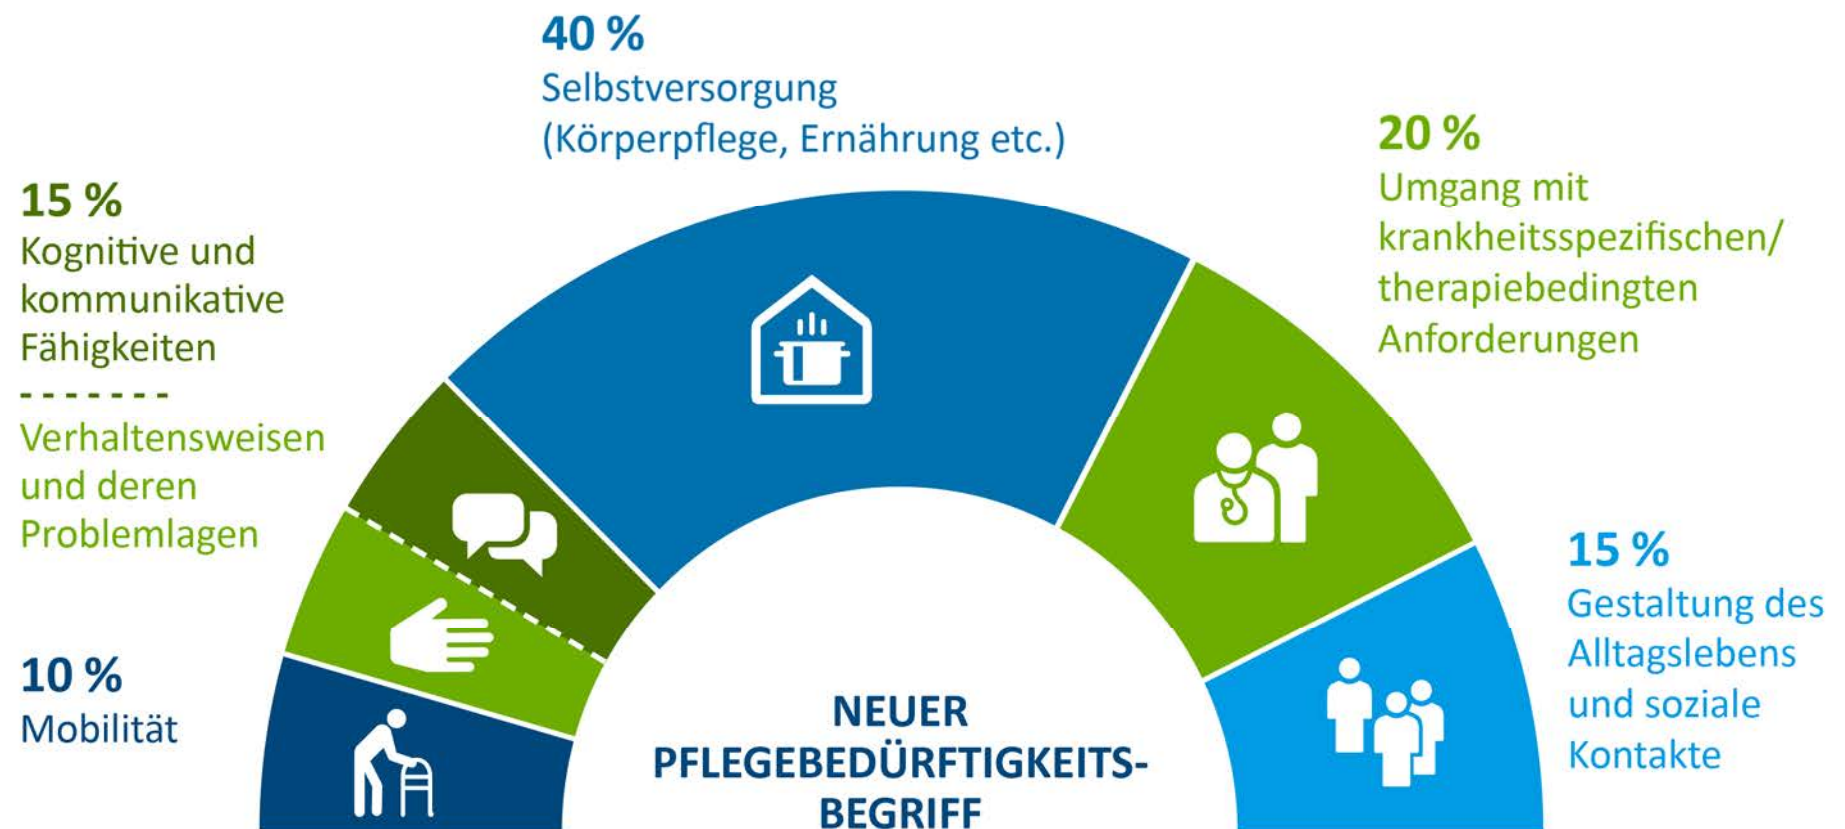 40 %
Selbstversorgung
(Körperpflege, Ernährung etc.)
20 %
Umgang mit
krankheitsspezifischen/
therapiebedingten
Anforderungen
15 %
Kognitive und
kommunikative
Fähigkeiten
-------
Verhaltensweisen
und deren
Problemlagen
15 %
Gestaltung des
Alltagslebens
und soziale
Kontakte
10 %
Mobilität
NEUER
PFLEGEBEDÜRFTIGKEITS-
BEGRIFF